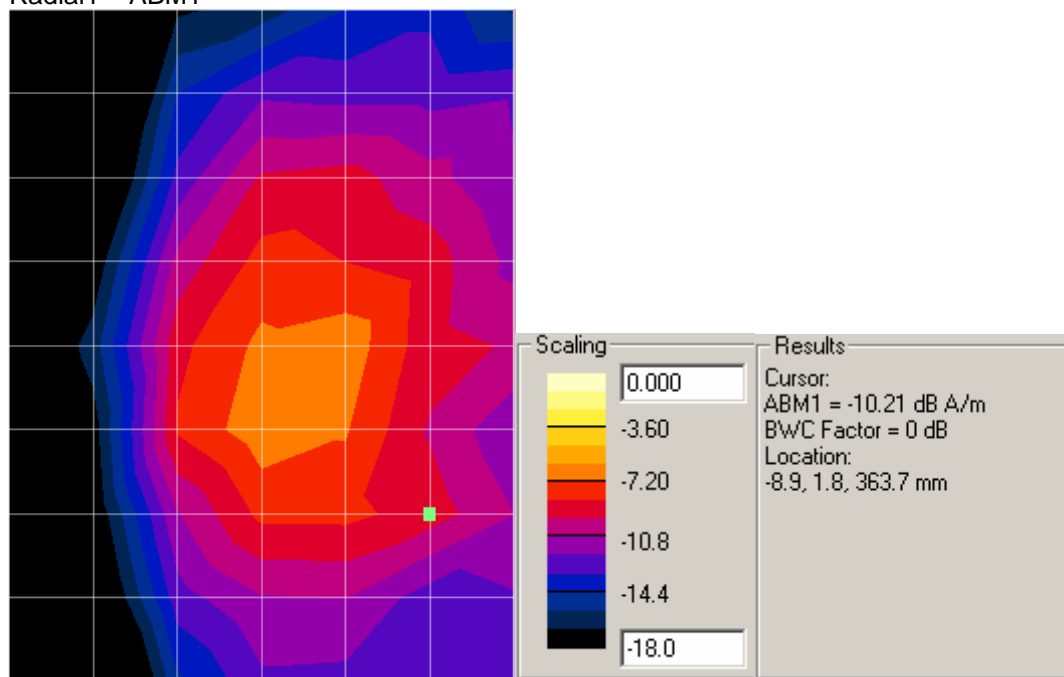 Scaling
0.000
-3.60
-7.20
-10.8
-14.4
-18.0
Results
Cursor:
ABM1 = -10.21 dB A/m
BWC Factor = 0 dB
Location:
-8.9, 1.8, 363.7 mm